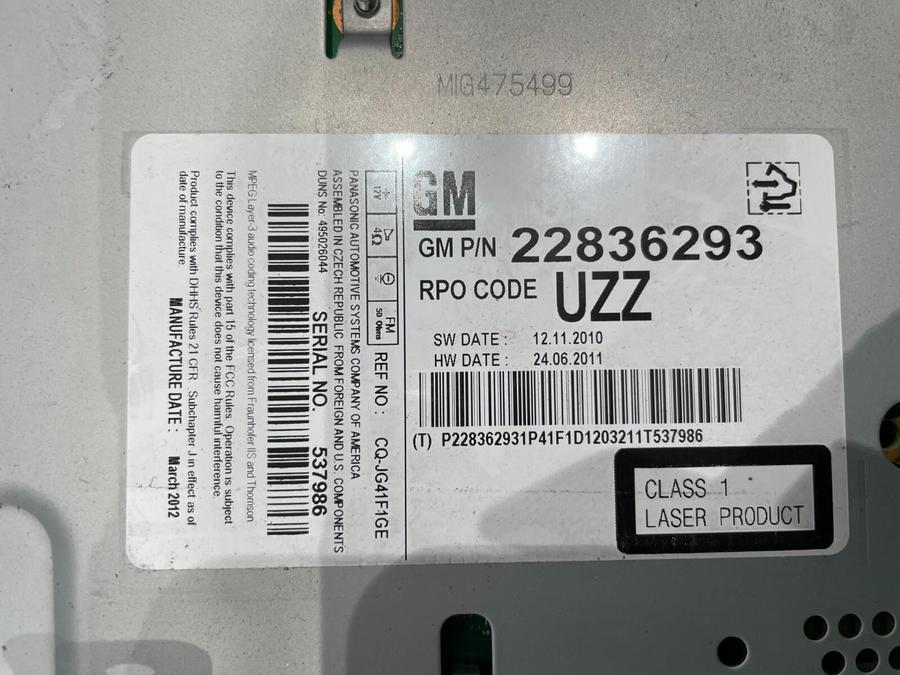 MIG475499
GM
GM P/N 22836293
RPO CODE UZZ
SW DATE : 12.11.2010
HW DATE : 24.06.2011
(T) P228362931P41F1D1203211T537986
CLASS 1
LASER PRODUCT
12V
4Ω
FM
50 Ohms
REF NO : CQ-JG41F1GE
PANASONIC AUTOMOTIVE SYSTEMS COMPANY OF AMERICA
ASSEMBLED IN CZECH REPUBLIC FROM FOREIGN AND U.S. COMPONENTS
DUNS No: 495026044
SERIAL NO. 537986
MPEG Layer-3 audio coding technology licensed from Fraunhofer IIS and Thomson.
This device complies with part 15 of the FCC Rules. Operation is subject
to the condition that this device does not cause harmful interference.
Product complies with DHHS Rules 21 CFR Subchapter J in effect as of
date of manufacture.
MANUFACTURE DATE : March 2012